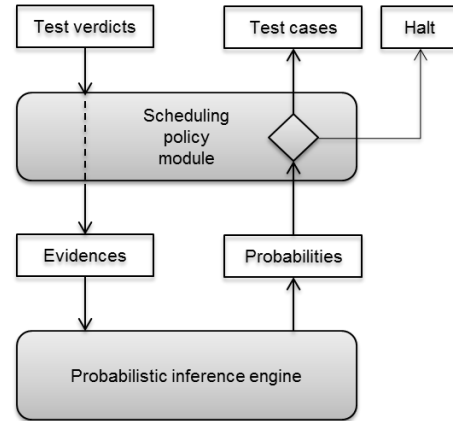 Test verdicts
Test cases
Halt
Scheduling
policy
module
Evidences
Probabilities
Probabilistic inference engine